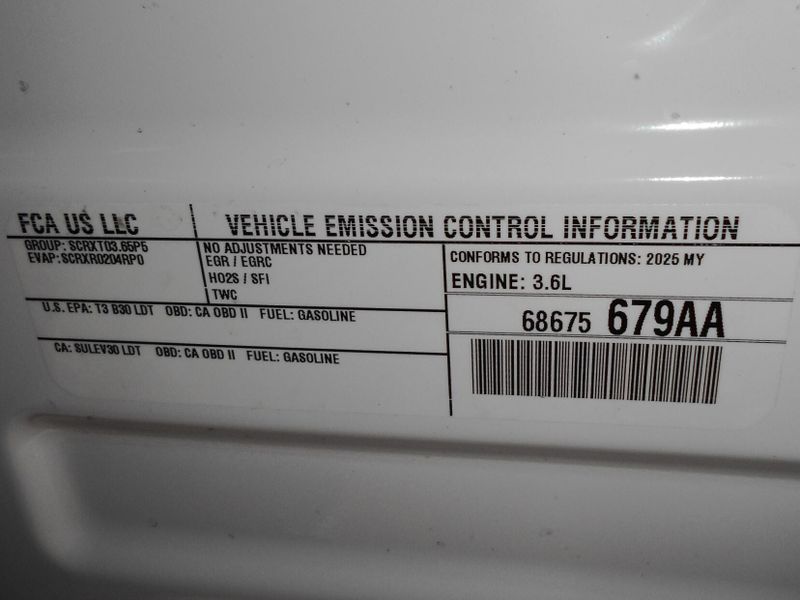 FCA US LLC | VEHICLE EMISSION CONTROL INFORMATION
GROUP: SCRXT03.65P5
EVAP:SCRXR0204RP0
NO ADJUSTMENTS NEEDED
EGR / EGRC
HO2S / SFI
TWC
CONFORMS TO REGULATIONS: 2025 MY
ENGINE: 3.6L
U.S. EPA: T3 B30 LDT OBD: CA OBD II FUEL: GASOLINE
68675 679AA
CA: SULEV30 LDT OBD: CA OBD II FUEL: GASOLINE